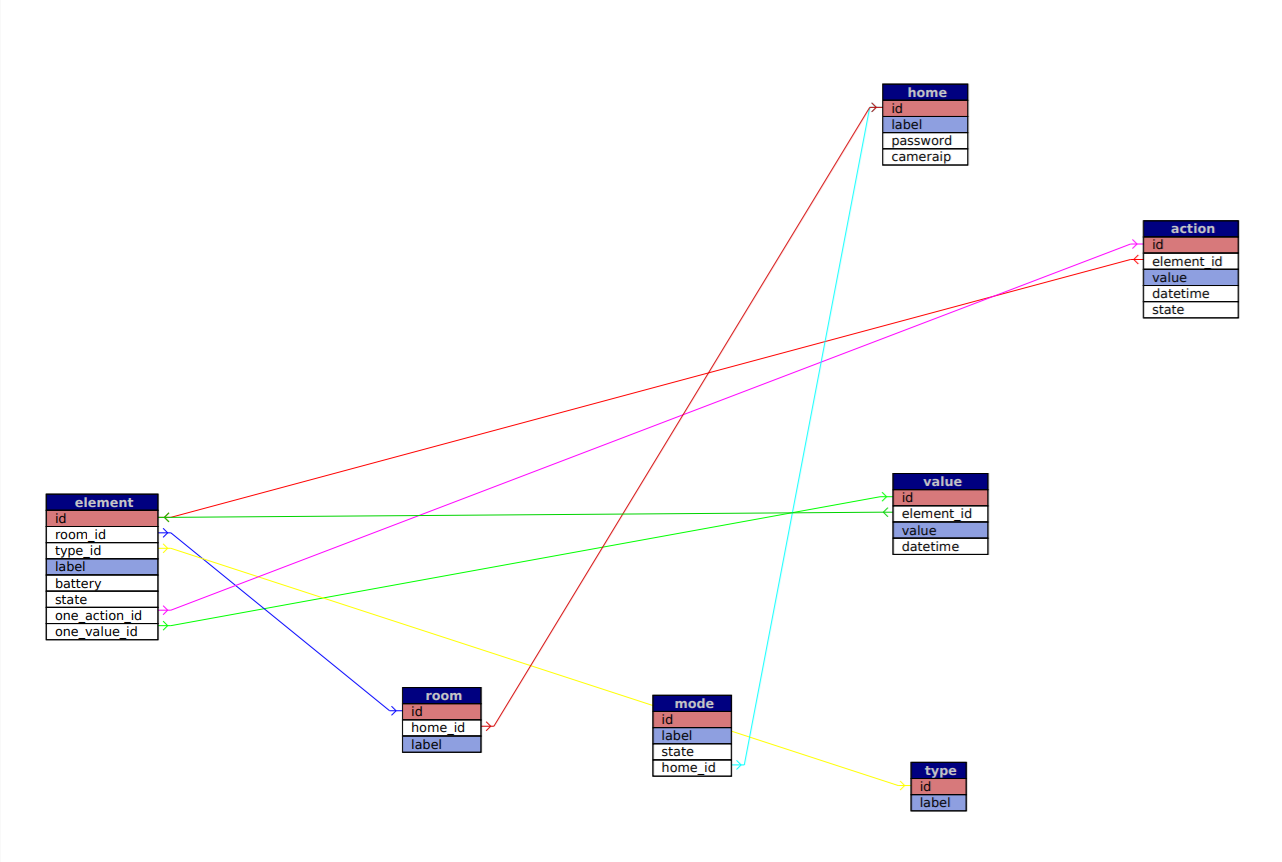 home
id
label
password
cameraip
action
id
element_id
value
datetime
state
value
id
element_id
value
datetime
element
id
room_id
type_id
label
battery
state
one_action_id
one_value_id
room
id
home_id
label
mode
id
label
state
home_id
type
id
label